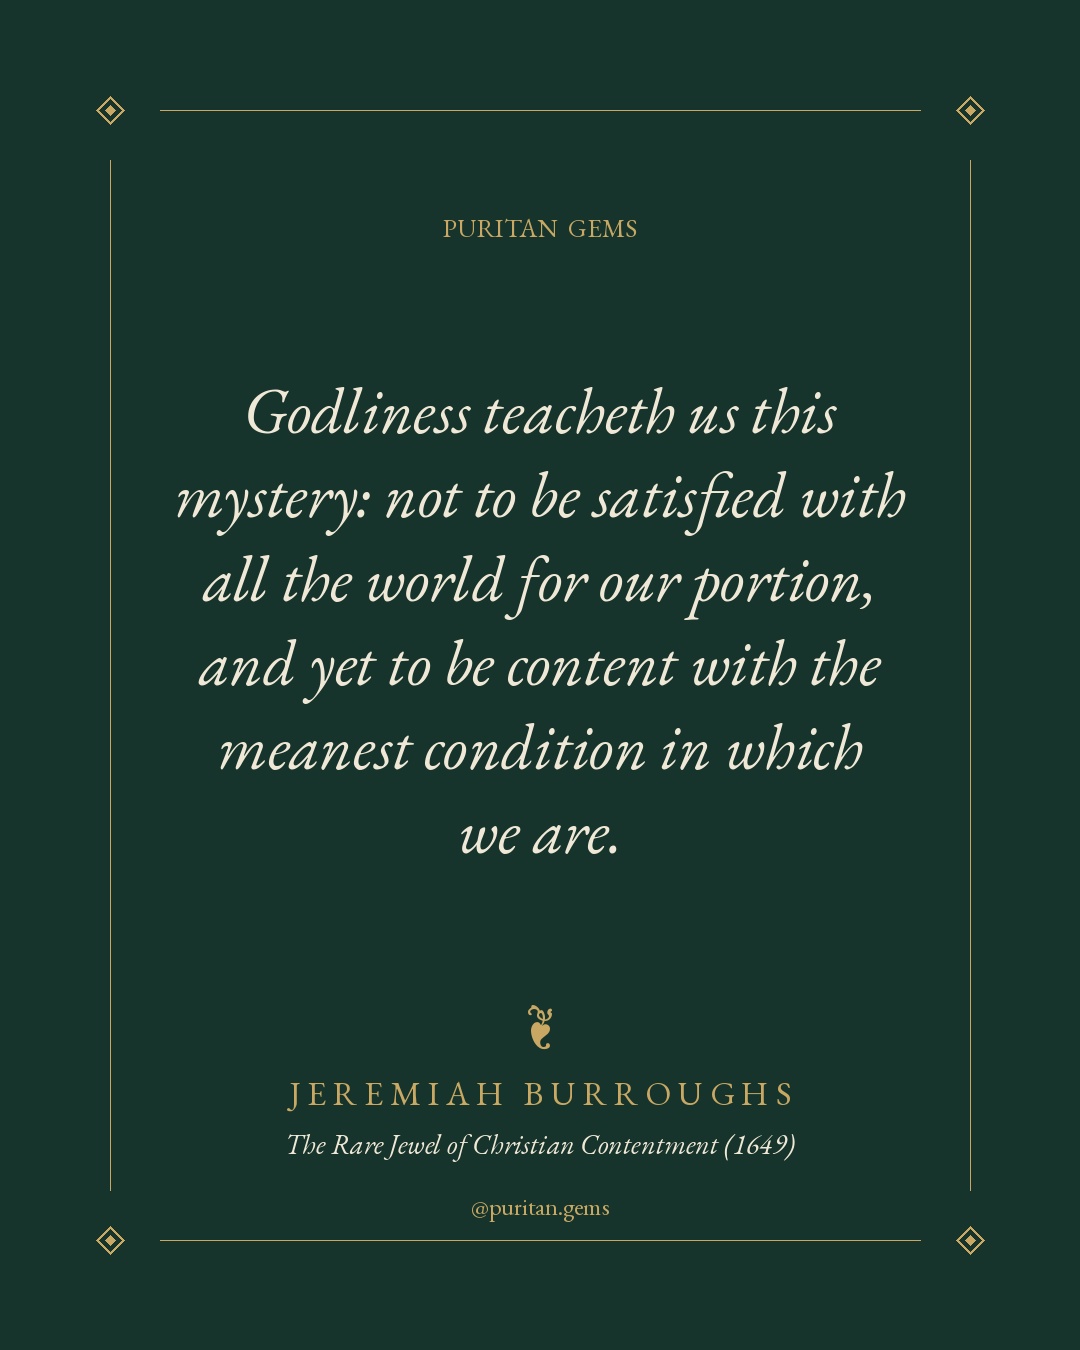 PURITAN GEMS
Godliness teacheth us this
mystery: not to be satisfied with
all the world for our portion,
and yet to be content with the
meanest condition in which
we are.
JEREMIAH BURROUGHS
The Rare Jewel of Christian Contentment (1649)
@puritan.gems